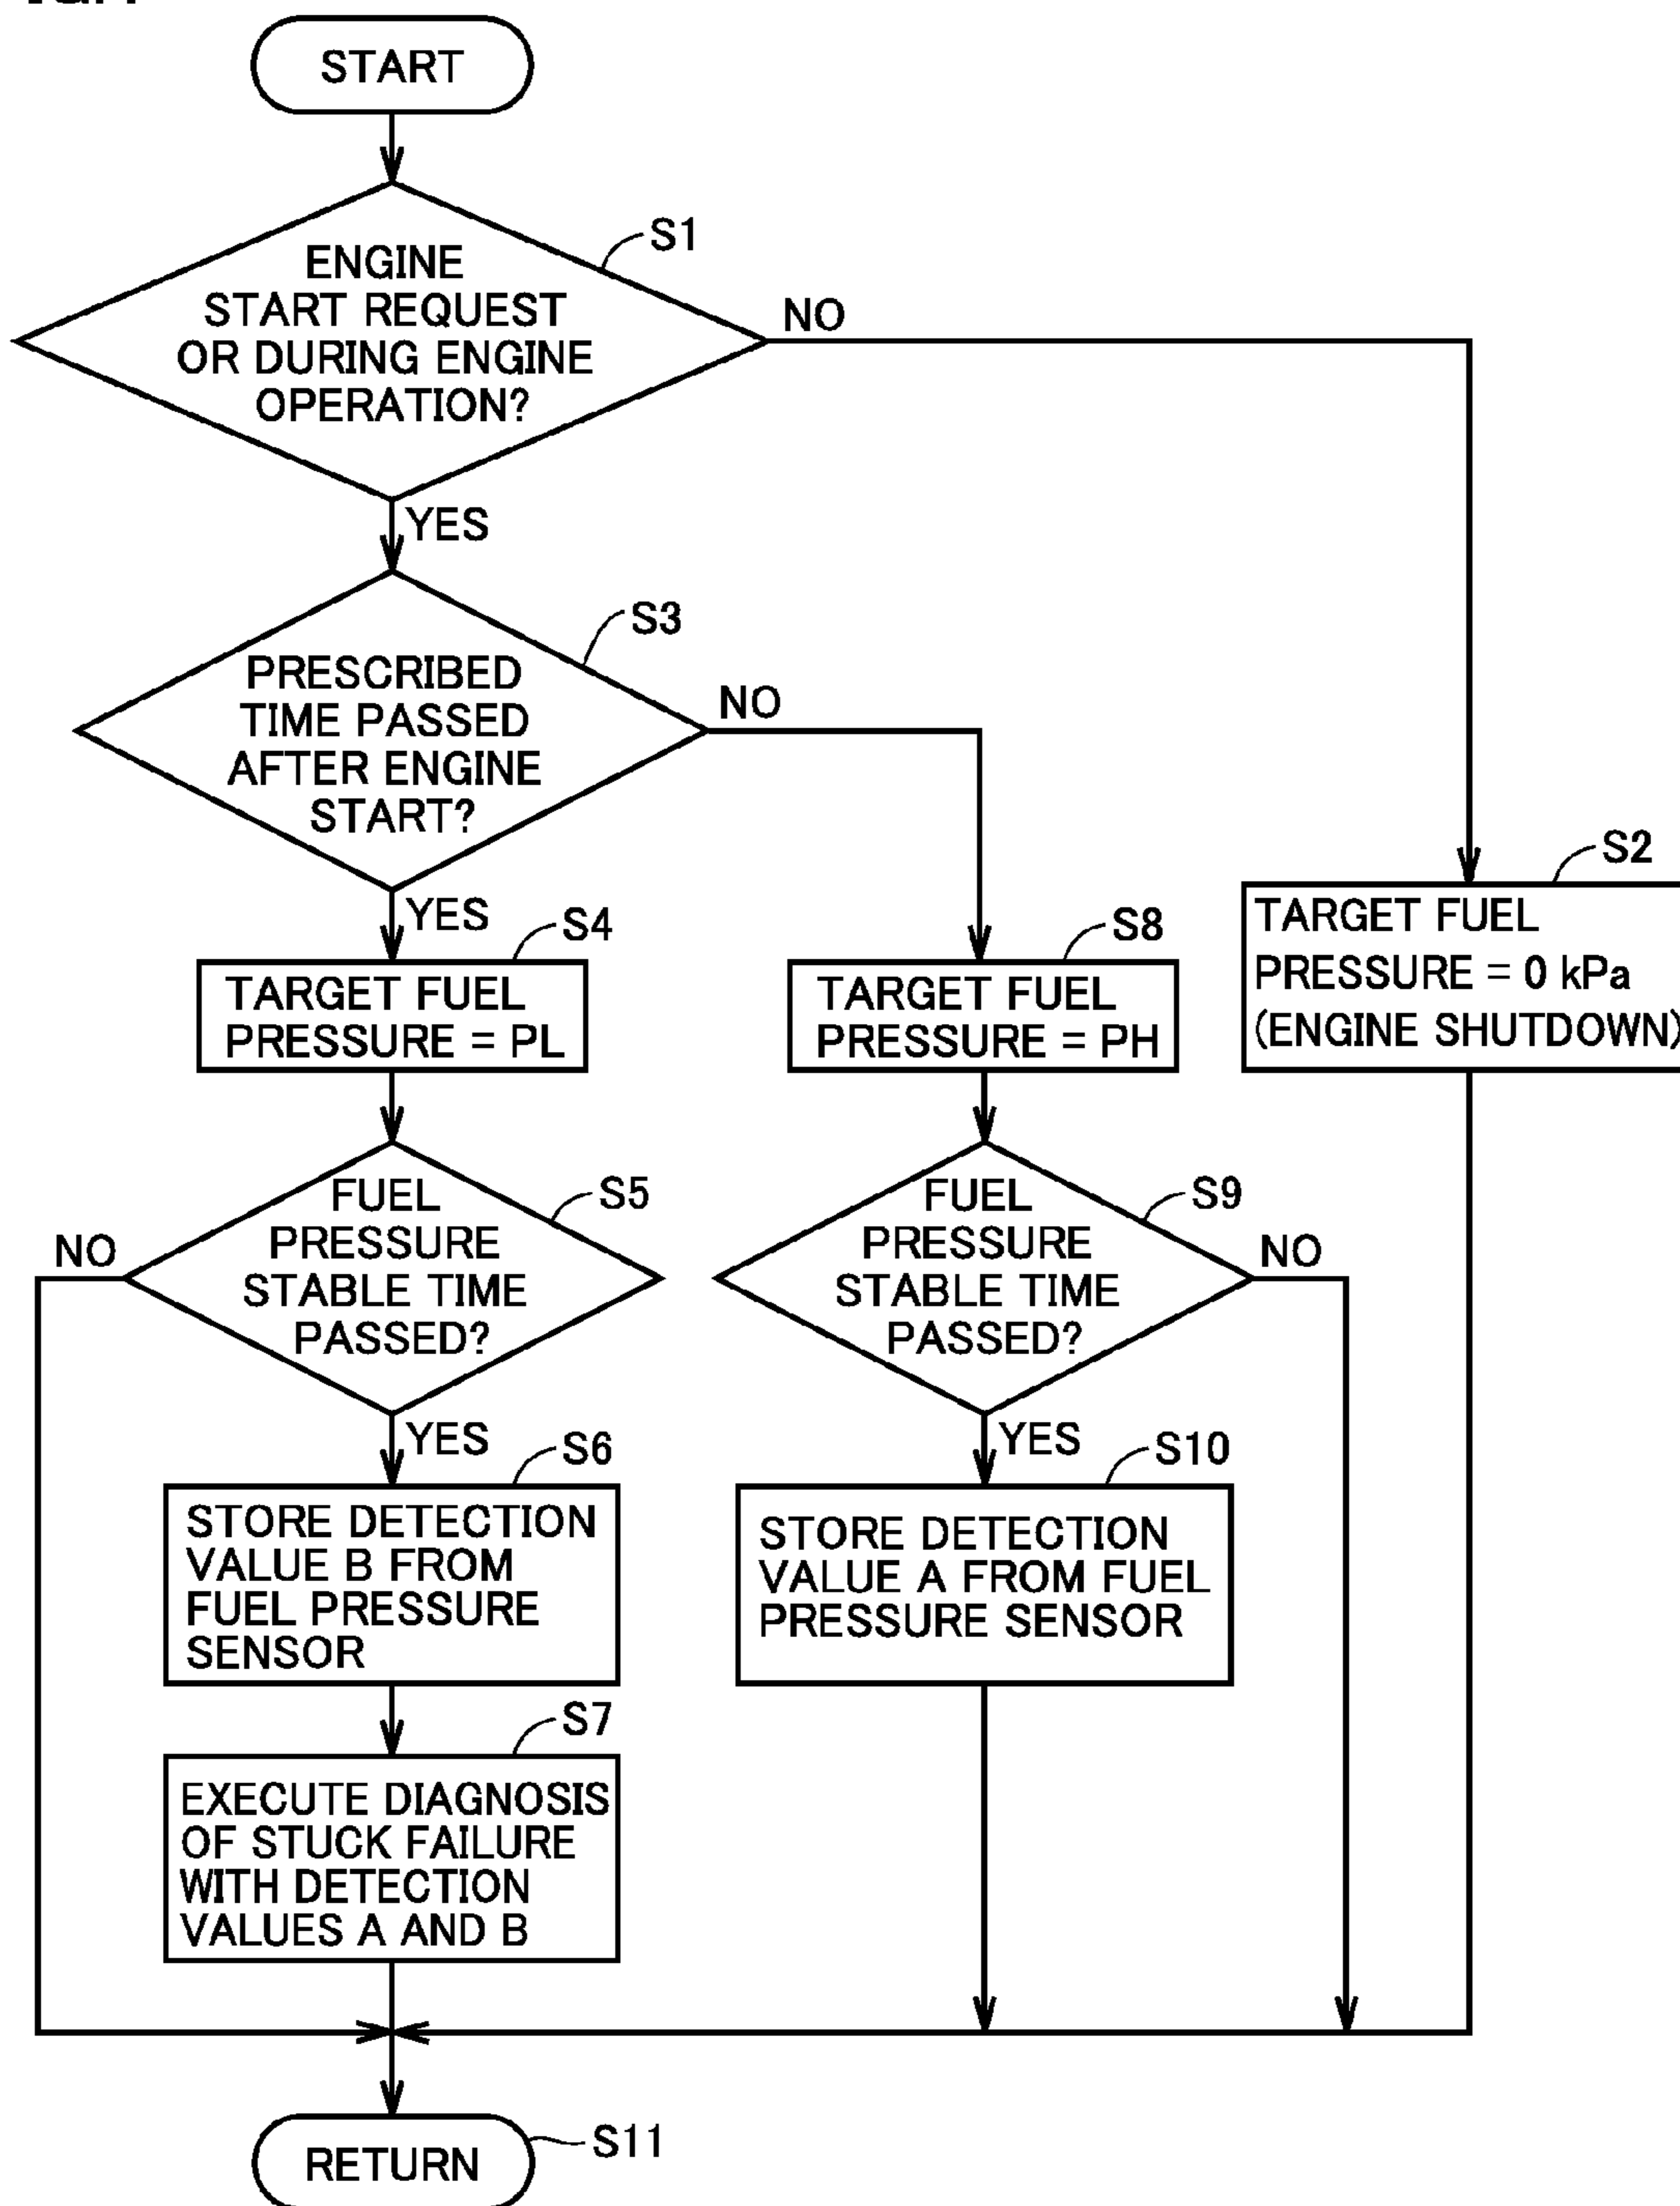 START
S1
ENGINE
START REQUEST
OR DURING ENGINE
OPERATION?
NO
YES
S3
PRESCRIBED
TIME PASSED
AFTER ENGINE
START?
NO
YES
S4
TARGET FUEL
PRESSURE = PL
S8
TARGET FUEL
PRESSURE = PH
S2
TARGET FUEL
PRESSURE = 0 kPa
(ENGINE SHUTDOWN)
S5
FUEL
PRESSURE
STABLE TIME
PASSED?
NO
YES
S9
FUEL
PRESSURE
STABLE TIME
PASSED?
NO
YES
S6
STORE DETECTION
VALUE B FROM
FUEL PRESSURE
SENSOR
S10
STORE DETECTION
VALUE A FROM FUEL
PRESSURE SENSOR
S7
EXECUTE DIAGNOSIS
OF STUCK FAILURE
WITH DETECTION
VALUES A AND B
RETURN
S11